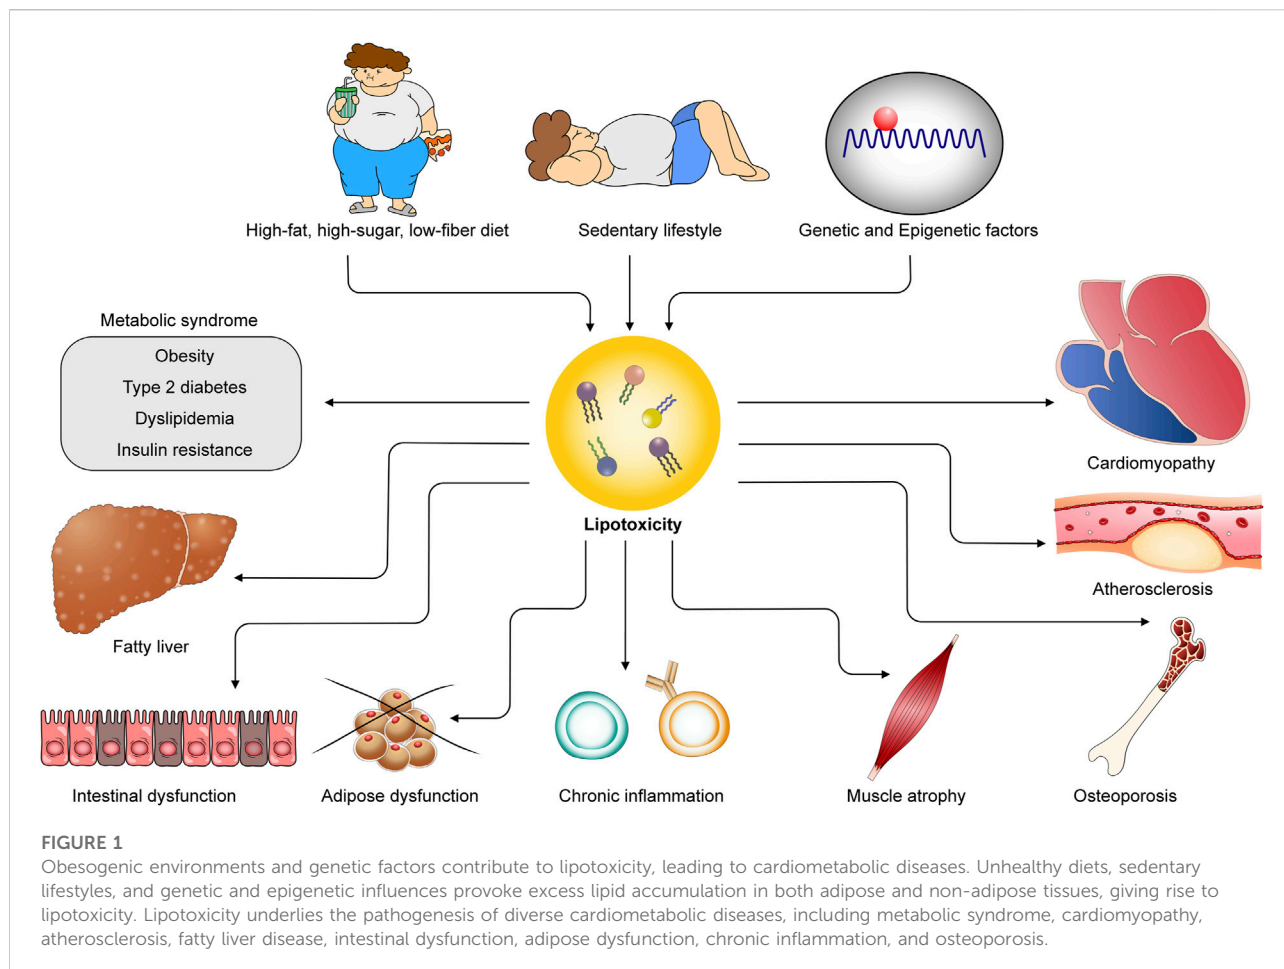 High-fat, high-sugar, low-fiber diet
Sedentary lifestyle
Genetic and Epigenetic factors
Metabolic syndrome
Obesity
Type 2 diabetes
Dyslipidemia
Insulin resistance
Cardiomyopathy
Lipotoxicity
Atherosclerosis
Fatty liver
Intestinal dysfunction
Adipose dysfunction
Chronic inflammation
Muscle atrophy
Osteoporosis
FIGURE 1
Obesogenic environments and genetic factors contribute to lipotoxicity, leading to cardiometabolic diseases. Unhealthy diets, sedentary
lifestyles, and genetic and epigenetic influences provoke excess lipid accumulation in both adipose and non-adipose tissues, giving rise to
lipotoxicity. Lipotoxicity underlies the pathogenesis of diverse cardiometabolic diseases, including metabolic syndrome, cardiomyopathy,
atherosclerosis, fatty liver disease, intestinal dysfunction, adipose dysfunction, chronic inflammation, and osteoporosis.